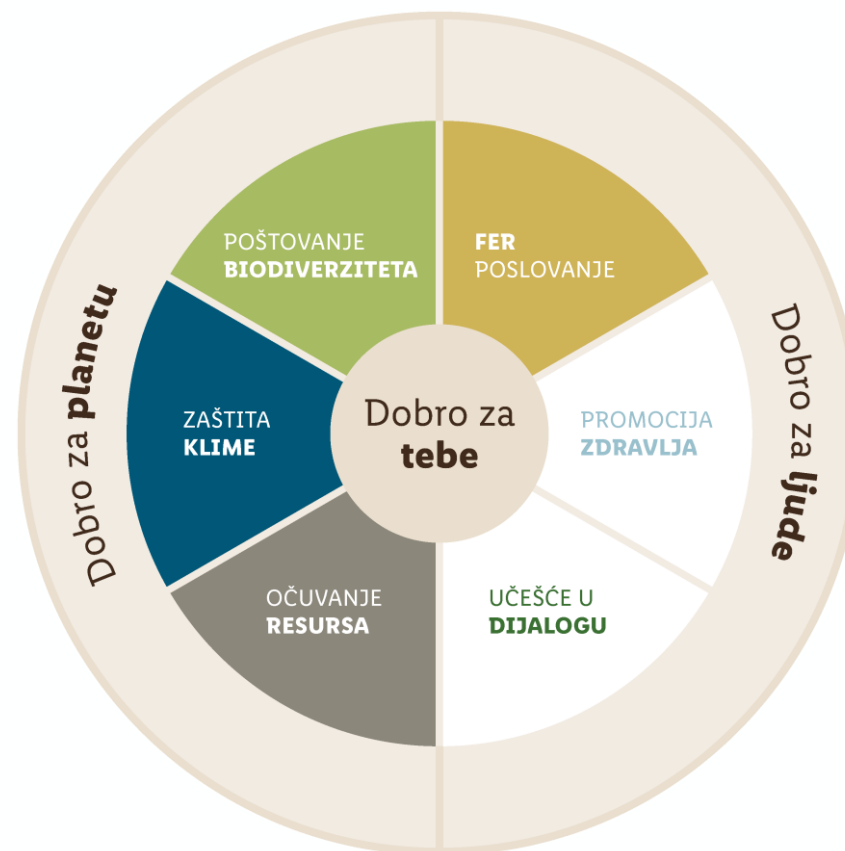 POŠTOVANJE
BIODIVERZITETA
FER
POSLOVANJE
Dobro za planetu
ZAŠTITA
KLIME
Dobro za
tebe
PROMOCIJA
ZDRAVLJA
Dobro za ljude
OČUVANJE
RESURSA
UČEŠĆE U
DIJALOGU